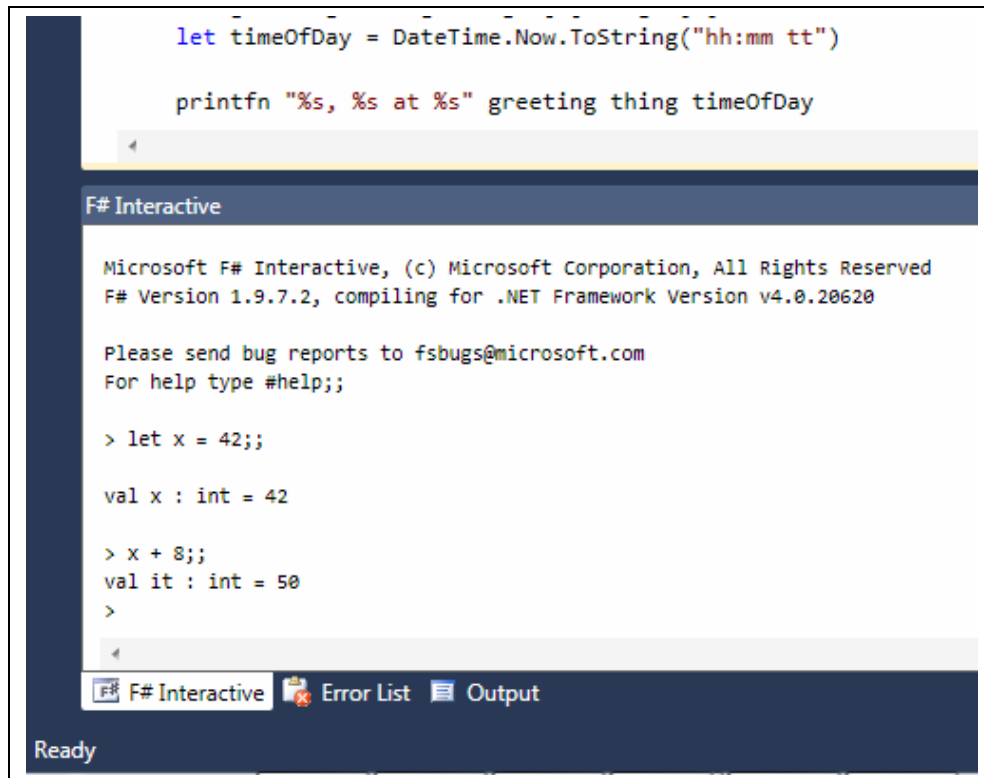 let timeOfDay = DateTime.Now.ToString("hh:mm tt")
printfn "%s, %s at %s" greeting thing timeOfDay
F# Interactive
Microsoft F# Interactive, (c) Microsoft Corporation, All Rights Reserved
F# Version 1.9.7.2, compiling for .NET Framework Version v4.0.20620
Please send bug reports to fsbugs@microsoft.com
For help type #help;;
> let x = 42;;
val x : int = 42
> x + 8;;
val it : int = 50
>
F# Interactive Error List Output
Ready